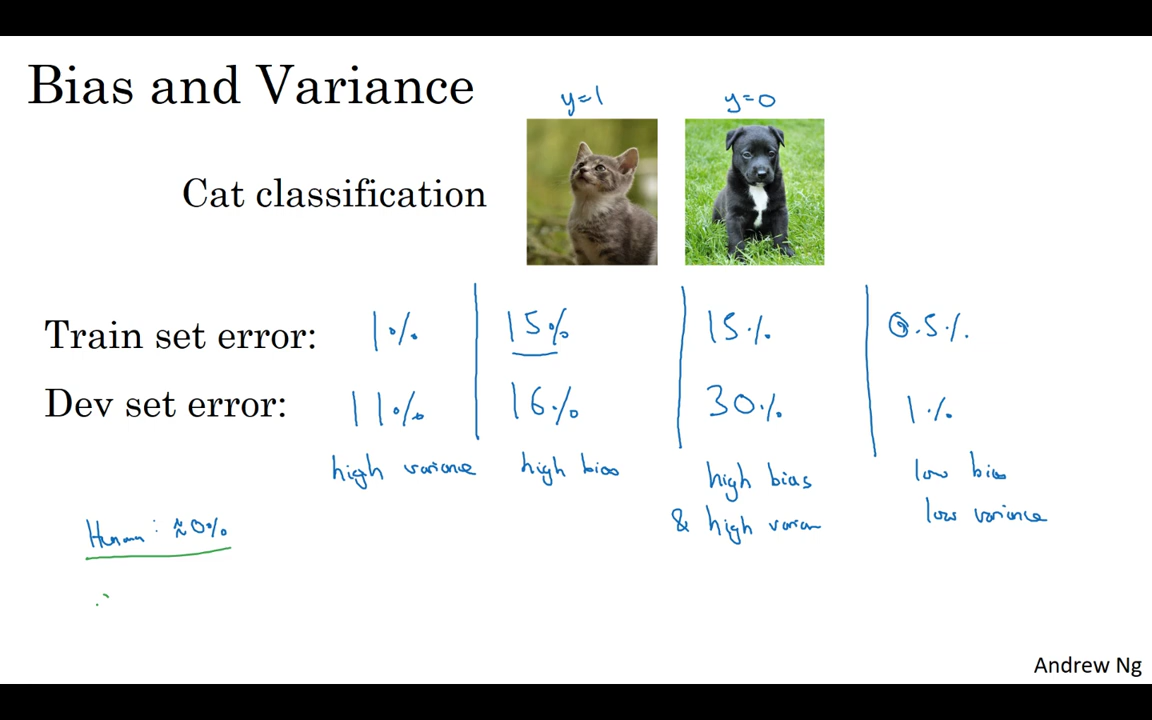 Bias and Variance
y=1 y=0
Cat classification
Train set error: 1% 15% 15% 0.5%
Dev set error: 11% 16% 30% 1%
high variance high bias high bias low bias
& high varian low variance
Human: ≈0%
Andrew Ng